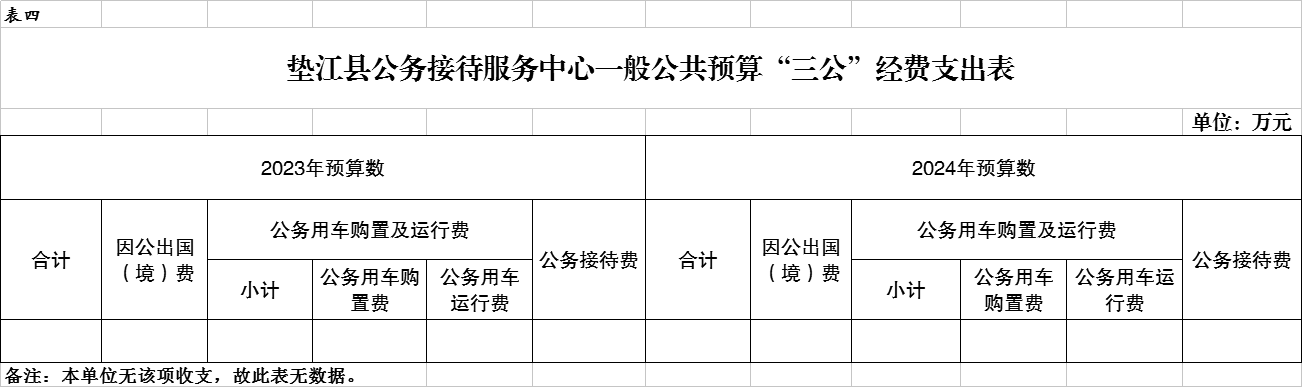 表四
垫江县公务接待服务中心一般公共预算“三公”经费支出表
单位：万元
2023年预算数 2024年预算数
合计 因公出国（境）费 公务用车购置及运行费 公务接待费 合计 因公出国（境）费 公务用车购置及运行费 公务接待费
小计 公务用车购置费 公务用车运行费 小计 公务用车购置费 公务用车运行费
备注：本单位无该项收支，故此表无数据。